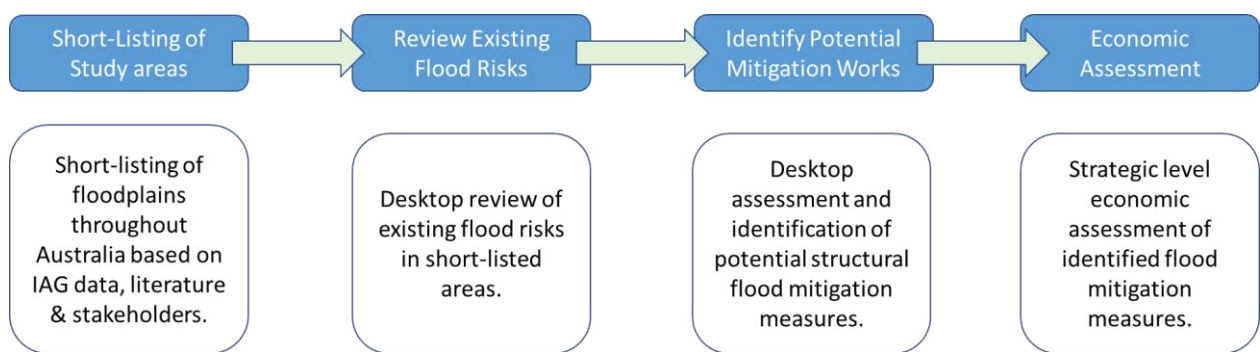 Short-Listing of
Study areas
Review Existing
Flood Risks
Identify Potential
Mitigation Works
Economic
Assessment
Short-listing of
floodplains
throughout
Australia based on
IAG data, literature
& stakeholders.
Desktop review of
existing flood risks
in short-listed
areas.
Desktop
assessment and
identification of
potential structural
flood mitigation
measures.
Strategic level
economic
assessment of
identified flood
mitigation
measures.